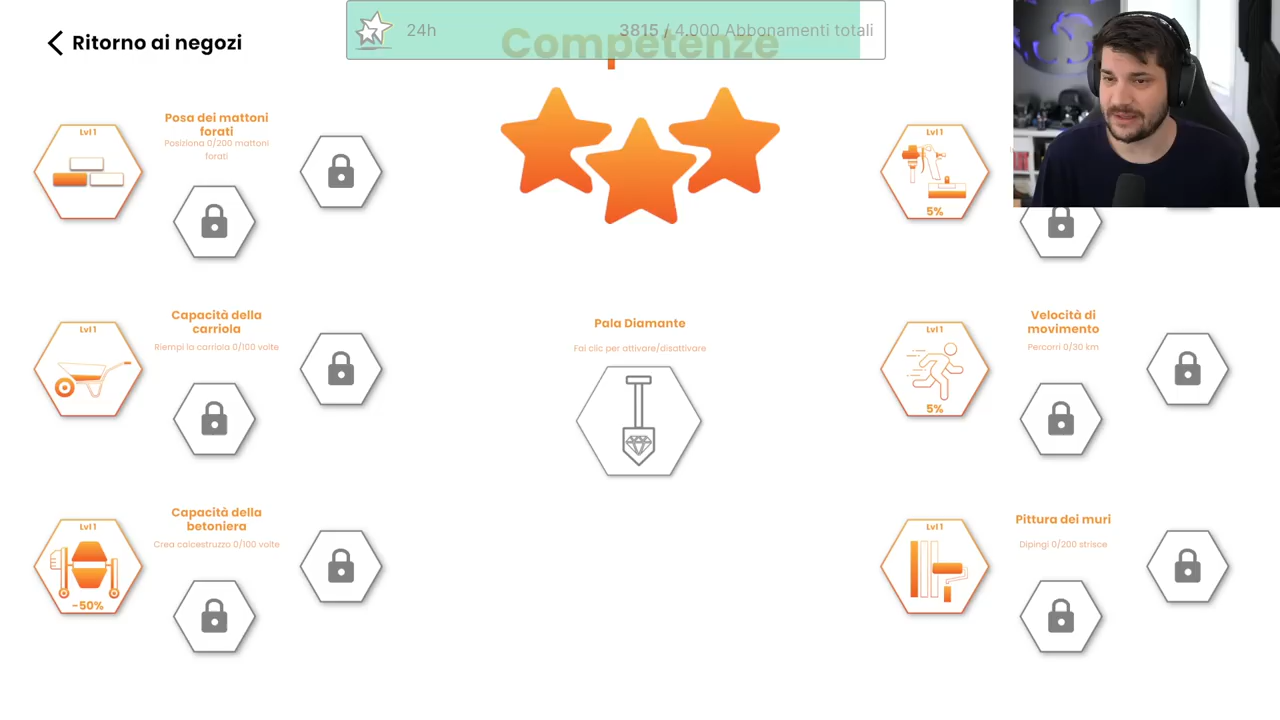 Ritorno ai negozi
24h
3815 / 4.000 Abbonamenti totali
Competenze
Lvl 1
Posa dei mattoni
forati
Posiziona 0/200 mattoni
forati
Lvl 1
5%
Lvl 1
Capacità della
carriola
Riempi la carriola 0/100 volte
Pala Diamante
Fai clic per attivare/disattivare
Lvl 1
5%
Velocità di
movimento
Percorri 0/30 km
Lvl 1
-50%
Capacità della
betoniera
Crea calcestruzzo 0/100 volte
Lvl 1
Pittura dei muri
Dipingi 0/200 strisce